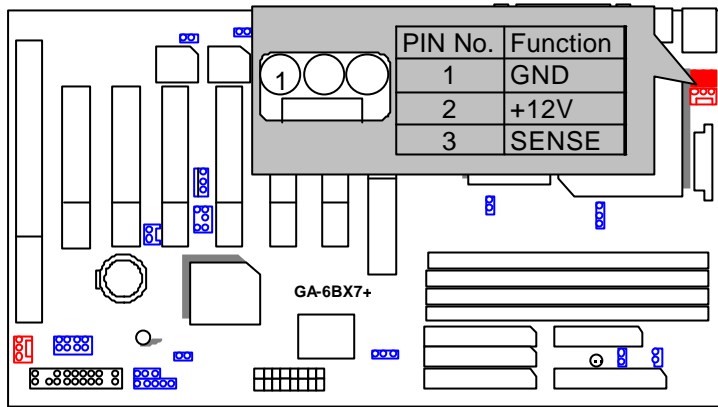 PIN No. Function
1 GND
2 +12V
3 SENSE
1
GA-6BX7+